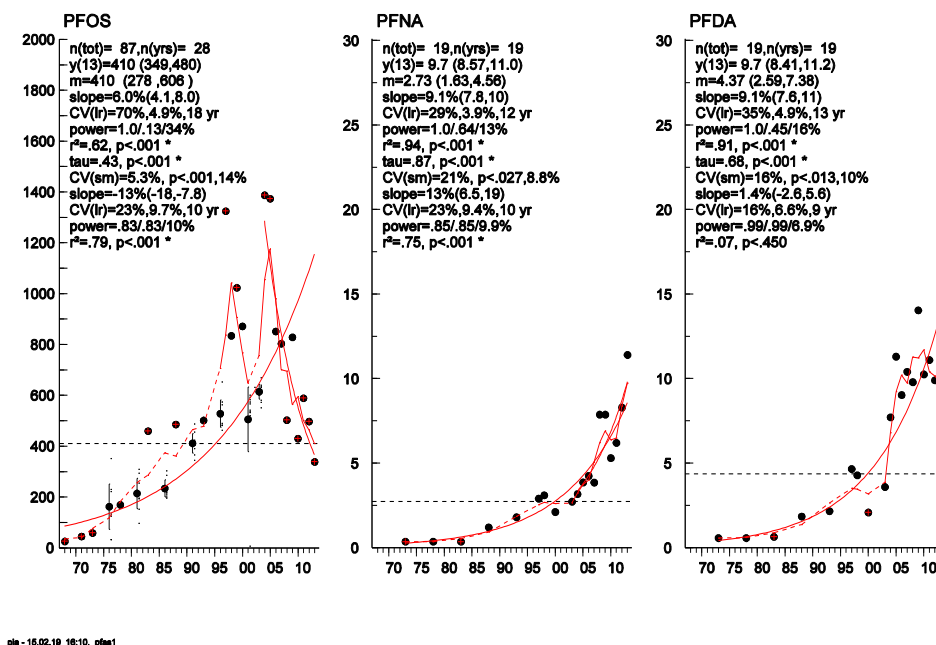 PFOS
n(tot)= 87,n(yrs)= 28
y(13)=410 (349,480)
m=410 (278 ,606 )
slope=6.0%(4.1,8.0)
CV(lr)=70%,4.9%,18 yr
power=1.0/.13/34%
r²=.62, p<.001 *
tau=.43, p<.001 *
CV(sm)=5.3%, p<.001,14%
slope=-13%(-18,-7.8)
CV(lr)=23%,9.7%,10 yr
power=.83/.83/10%
r²=.79, p<.001 *
2000
1800
1600
1400
1200
1000
800
600
400
200
0
70 75 80 85 90 95 00 05 10
PFNA
n(tot)= 19,n(yrs)= 19
y(13)= 9.7 (8.57,11.0)
m=2.73 (1.63,4.56)
slope=9.1%(7.8,10)
CV(lr)=29%,3.9%,12 yr
power=1.0/.64/13%
r²=.94, p<.001 *
tau=.87, p<.001 *
CV(sm)=21%, p<.027,8.8%
slope=13%(6.5,19)
CV(lr)=23%,9.4%,10 yr
power=.85/.85/9.9%
r²=.75, p<.001 *
30
25
20
15
10
5
0
70 75 80 85 90 95 00 05 10
PFDA
n(tot)= 19,n(yrs)= 19
y(13)= 9.7 (8.41,11.2)
m=4.37 (2.59,7.38)
slope=9.1%(7.6,11)
CV(lr)=35%,4.9%,13 yr
power=1.0/.45/16%
r²=.91, p<.001 *
tau=.68, p<.001 *
CV(sm)=16%, p<.013,10%
slope=1.4%(-2.6,5.6)
CV(lr)=16%,6.6%,9 yr
power=.99/.99/6.9%
r²=.07, p<.450
30
25
20
15
10
5
0
70 75 80 85 90 95 00 05 10
pia - 15.02.19 16:10, pfas1